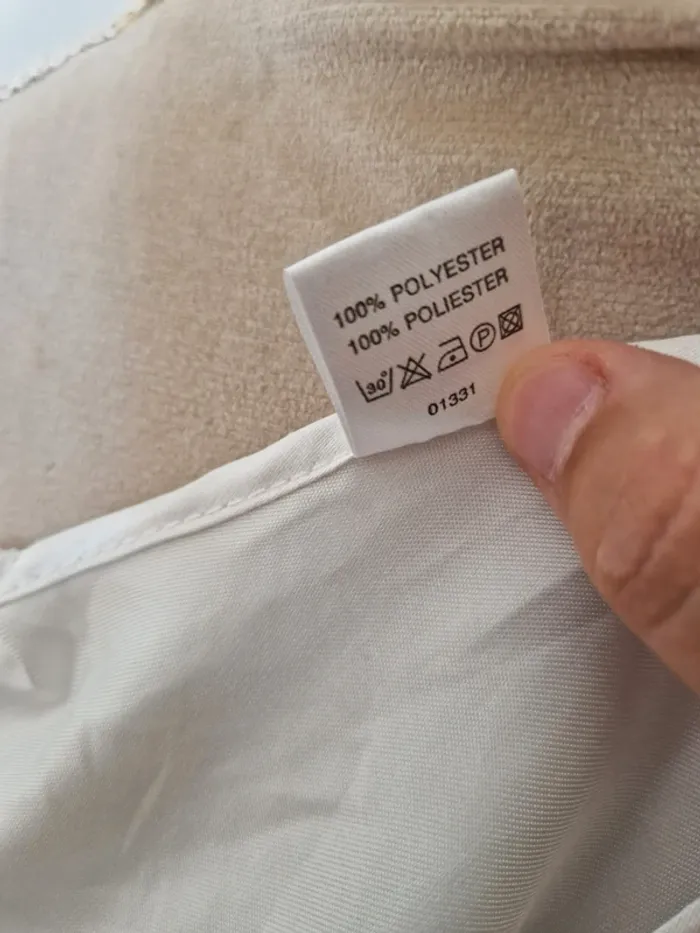 100% POLYESTER
100% POLIESTER
30° P
01331